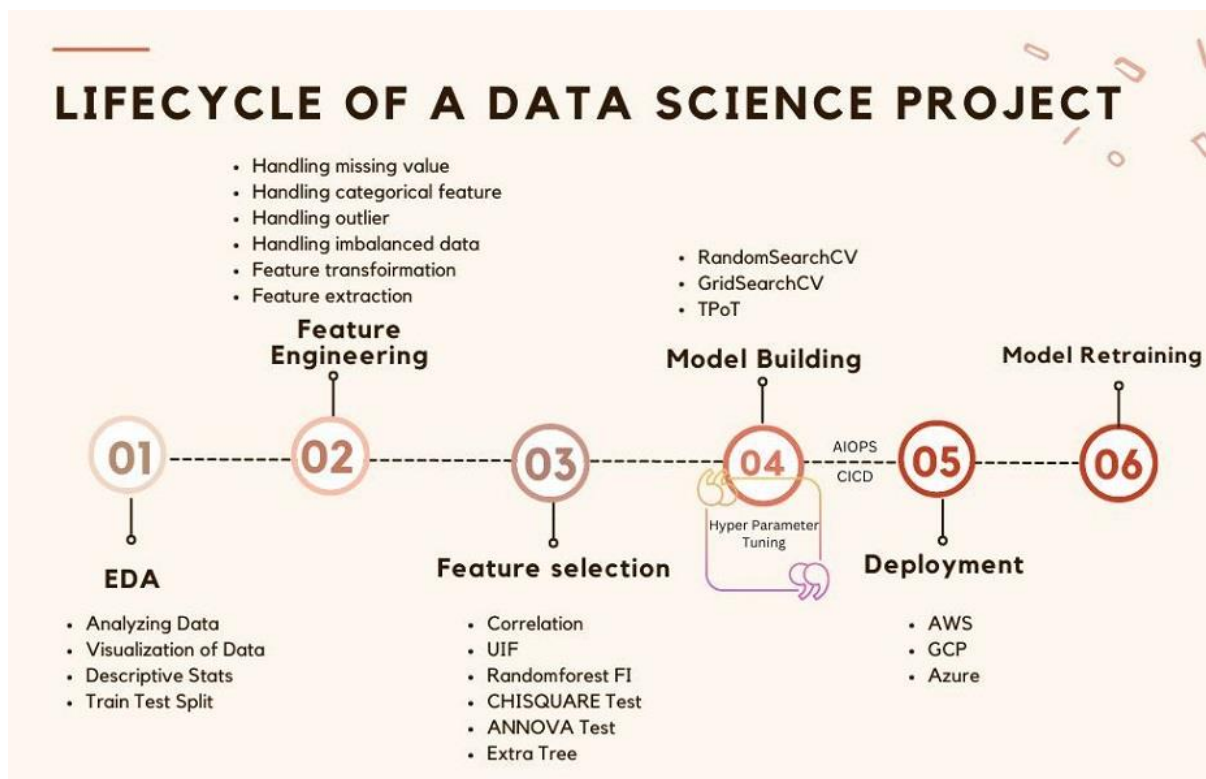 LIFECYCLE OF A DATA SCIENCE PROJECT
• Handling missing value
• Handling categorical feature
• Handling outlier
• Handling imbalanced data
• Feature transfoirmation
• Feature extraction
Feature
Engineering
• RandomSearchCV
• GridSearchCV
• TPoT
Model Building
Model Retraining
01
02
03
04
AIOPS
CICD
05
06
Hyper Parameter
Tuning
EDA
• Analyzing Data
• Visualization of Data
• Descriptive Stats
• Train Test Split
Feature selection
• Correlation
• UIF
• Randomforest FI
• CHISQUARE Test
• ANNOVA Test
• Extra Tree
Deployment
• AWS
• GCP
• Azure